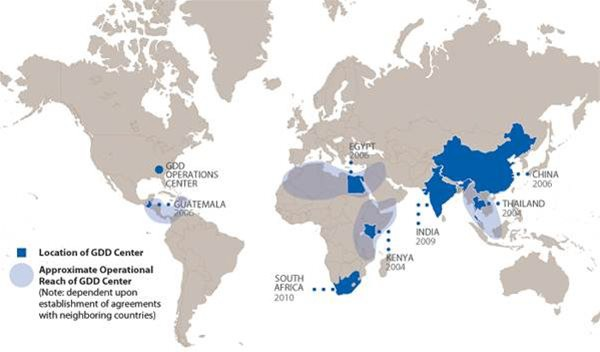 EGYPT
2006
GDD
OPERATIONS
CENTER
CHINA
2006
GUATEMALA
2006
THAILAND
2004
INDIA
2009
KENYA
2004
SOUTH
AFRICA
2010
Location of GDD Center
Approximate Operational
Reach of GDD Center
(Note: dependent upon
establishment of agreements
with neighboring countries)